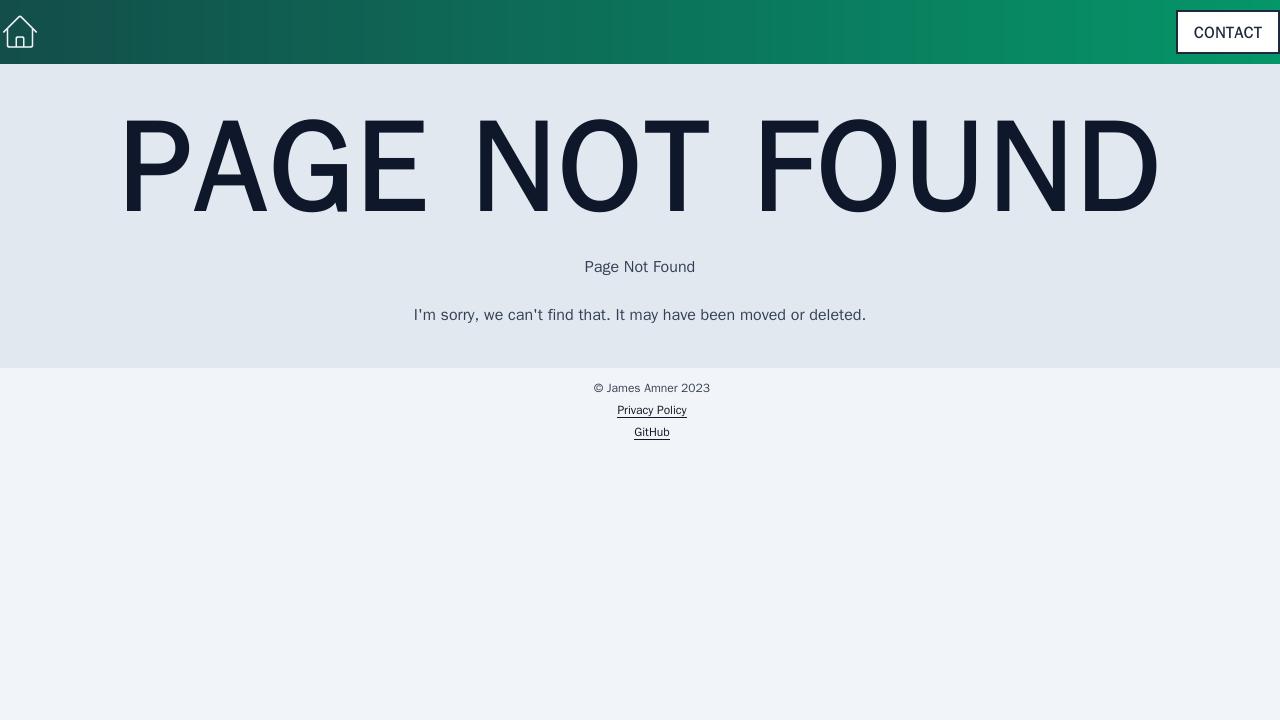 CONTACT
PAGE NOT FOUND
Page Not Found
I'm sorry, we can't find that. It may have been moved or deleted.
© James Amner 2023
Privacy Policy
GitHub